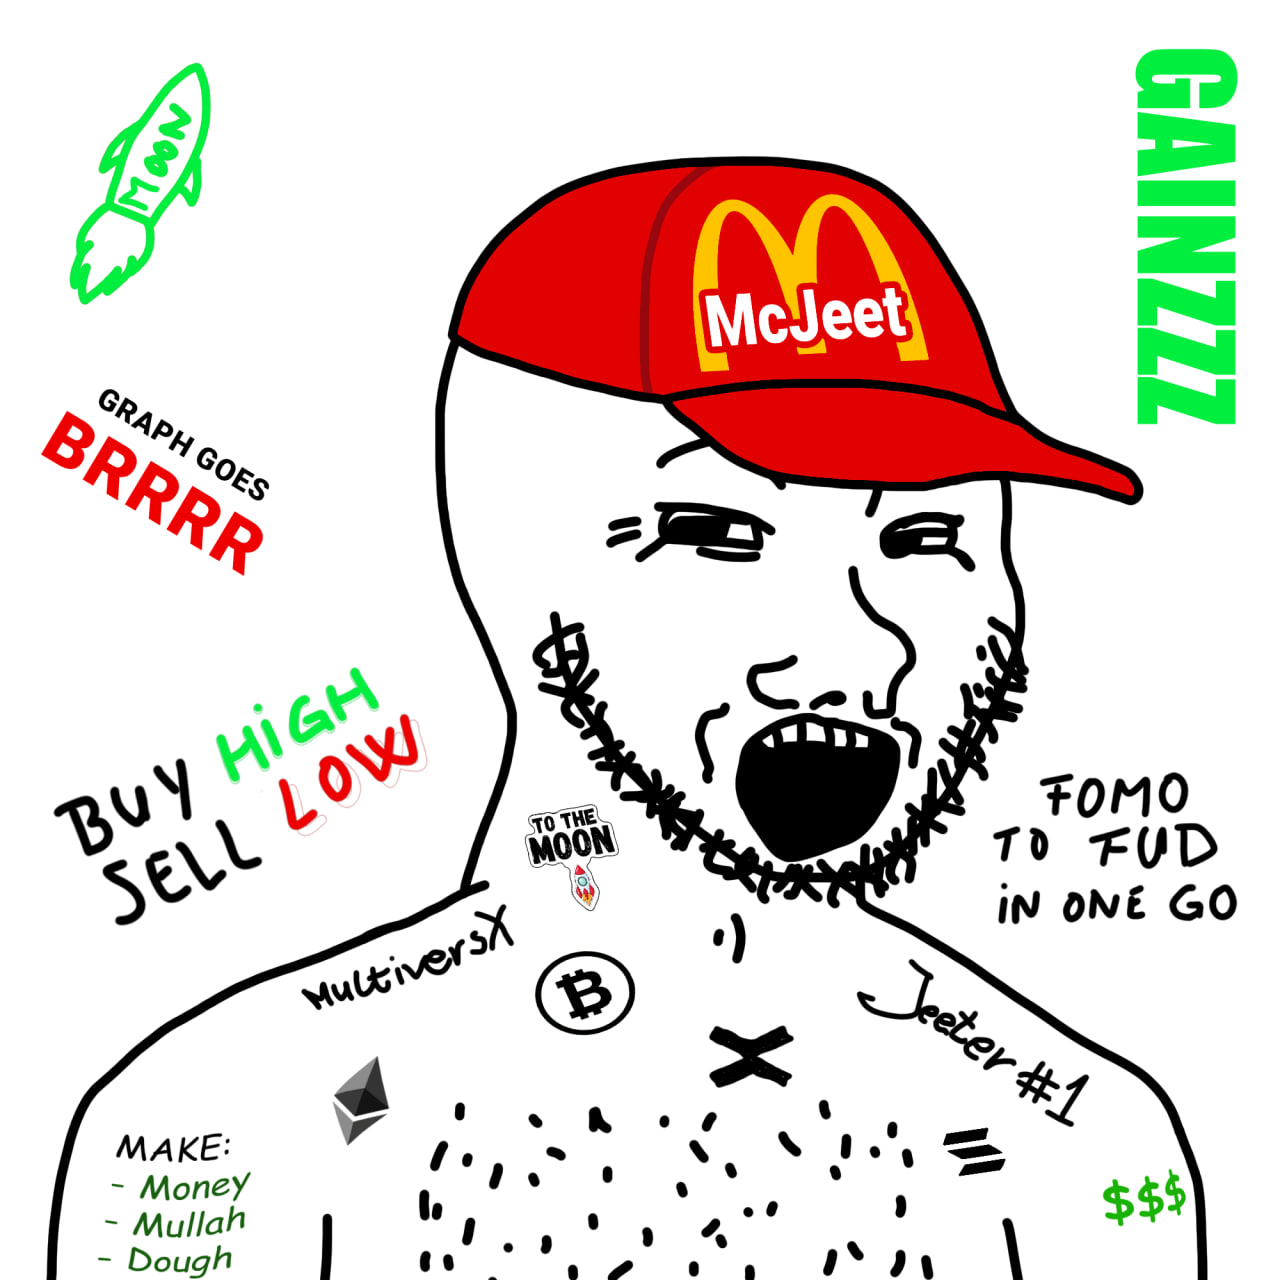 MOON
GAINZZZ
McJeet
GRAPH GOES
BRRRR
BUY HiGH
SELL LOW
TO THE
MOON
FOMO
TO FUD
iN ONE GO
MultiversX
Jeeter #1
MAKE:
- Money
- Mullah
- Dough
$$$